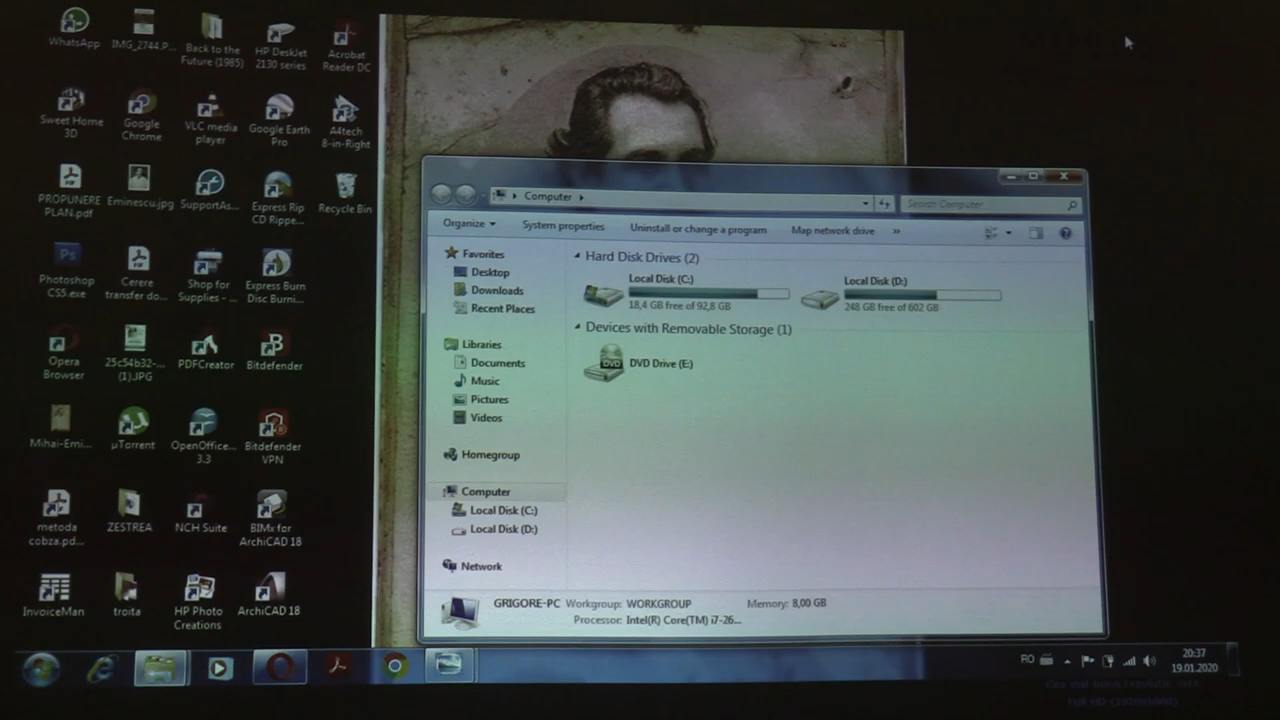 WhatsApp
IMG_2744.P...
Back to the
Future (1985)
HP DeskJet
2130 series
Acrobat
Reader DC
Sweet Home
3D
Google
Chrome
VLC media
player
Google Earth
Pro
A4tech
8-in-Right
PROPUNERE
PLAN.pdf
Eminescu.jpg
SupportAs...
Express Rip
CD Rippe...
Recycle Bin
Photoshop
CS5.exe
Cerere
transfer do...
Shop for
Supplies - ...
Express Burn
Disc Burni...
Opera
Browser
25c54b32-...
(1).JPG
PDFCreator
Bitdefender
Mihai-Emi...
µTorrent
OpenOffice....
3.3
Bitdefender
VPN
metoda
cobza.pd...
ZESTREA
NCH Suite
BIMx for
ArchiCAD 18
InvoiceMan
troita
HP Photo
Creations
ArchiCAD 18
Computer
Search Computer
Organize
System properties
Uninstall or change a program
Map network drive
»
Favorites
Desktop
Downloads
Recent Places
Libraries
Documents
Music
Pictures
Videos
Homegroup
Computer
Local Disk (C:)
Local Disk (D:)
Network
Hard Disk Drives (2)
Local Disk (C:)
18,4 GB free of 92,8 GB
Local Disk (D:)
248 GB free of 602 GB
Devices with Removable Storage (1)
DVD
DVD Drive (E:)
GRIGORE-PC Workgroup: WORKGROUP Memory: 8,00 GB
Processor: Intel(R) Core(TM) i7-26...
RO
20:37
19.01.2020